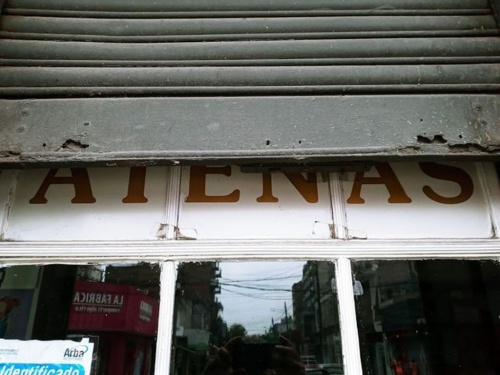 ATENAS
LA FABRICA
Arba
Identificado